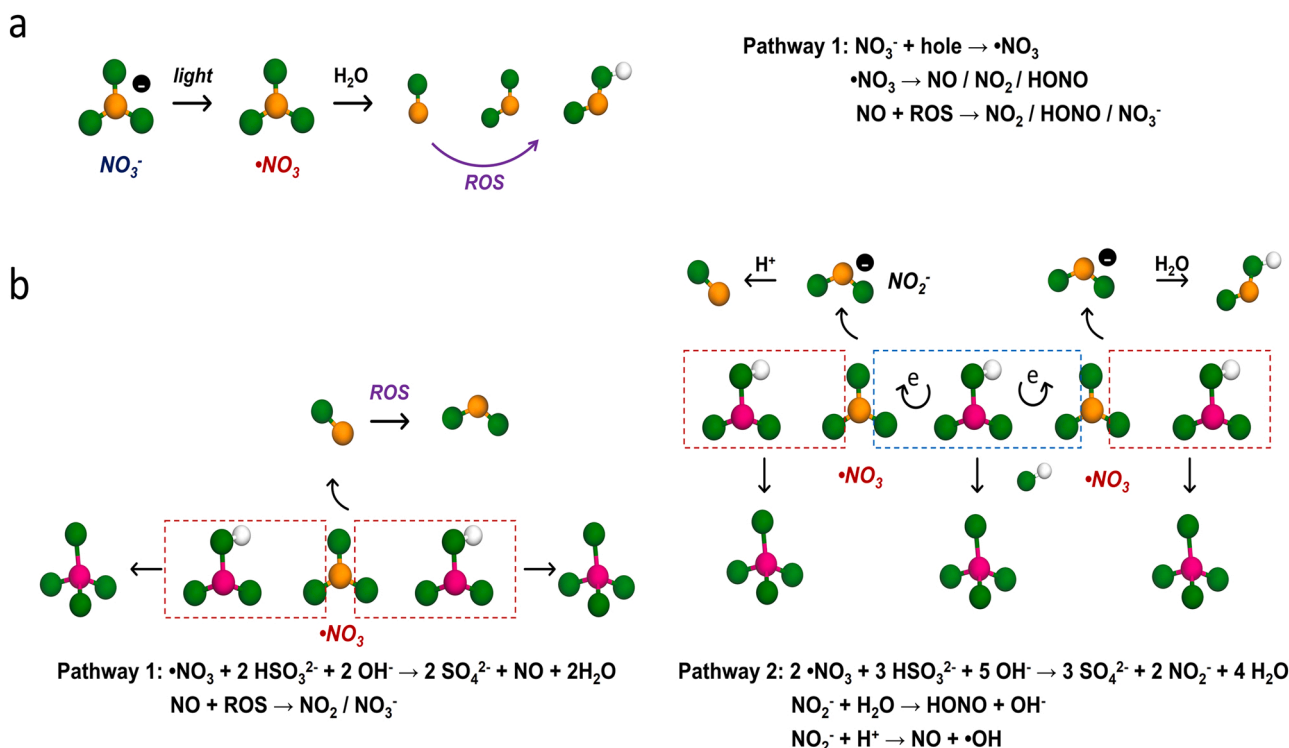 a
light
H₂O
NO₃⁻
•NO₃
ROS
Pathway 1: NO₃⁻ + hole → •NO₃
•NO₃ → NO / NO₂ / HONO
NO + ROS → NO₂ / HONO / NO₃⁻
b
ROS
•NO₃
Pathway 1: •NO₃ + 2 HSO₃²⁻ + 2 OH⁻ → 2 SO₄²⁻ + NO + 2H₂O
NO + ROS → NO₂ / NO₃⁻
H⁺
NO₂⁻
H₂O
e
e
•NO₃
•NO₃
Pathway 2: 2 •NO₃ + 3 HSO₃²⁻ + 5 OH⁻ → 3 SO₄²⁻ + 2 NO₂⁻ + 4 H₂O
NO₂⁻ + H₂O → HONO + OH⁻
NO₂⁻ + H⁺ → NO + •OH